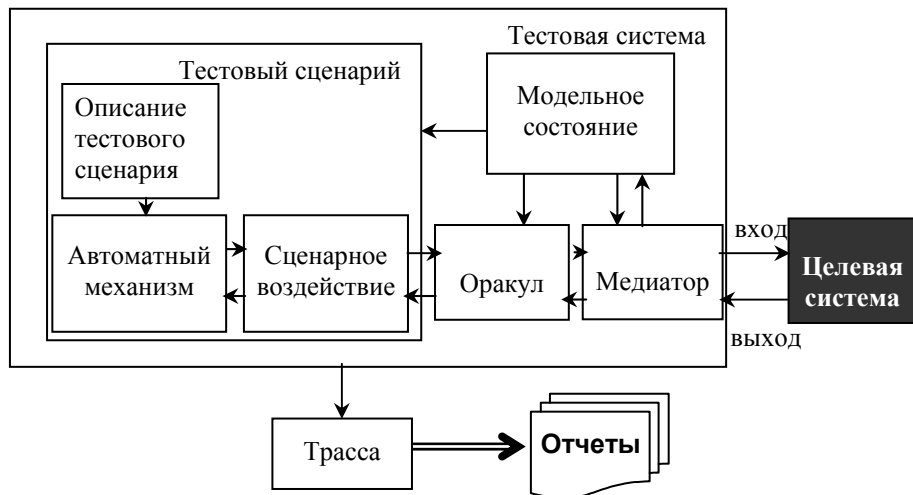 Тестовая система
Тестовый сценарий
Описание
тестового
сценария
Модельное
состояние
Автоматный
механизм
Сценарное
воздействие
Оракул
Медиатор
вход
Целевая
система
выход
Трасса
Отчеты